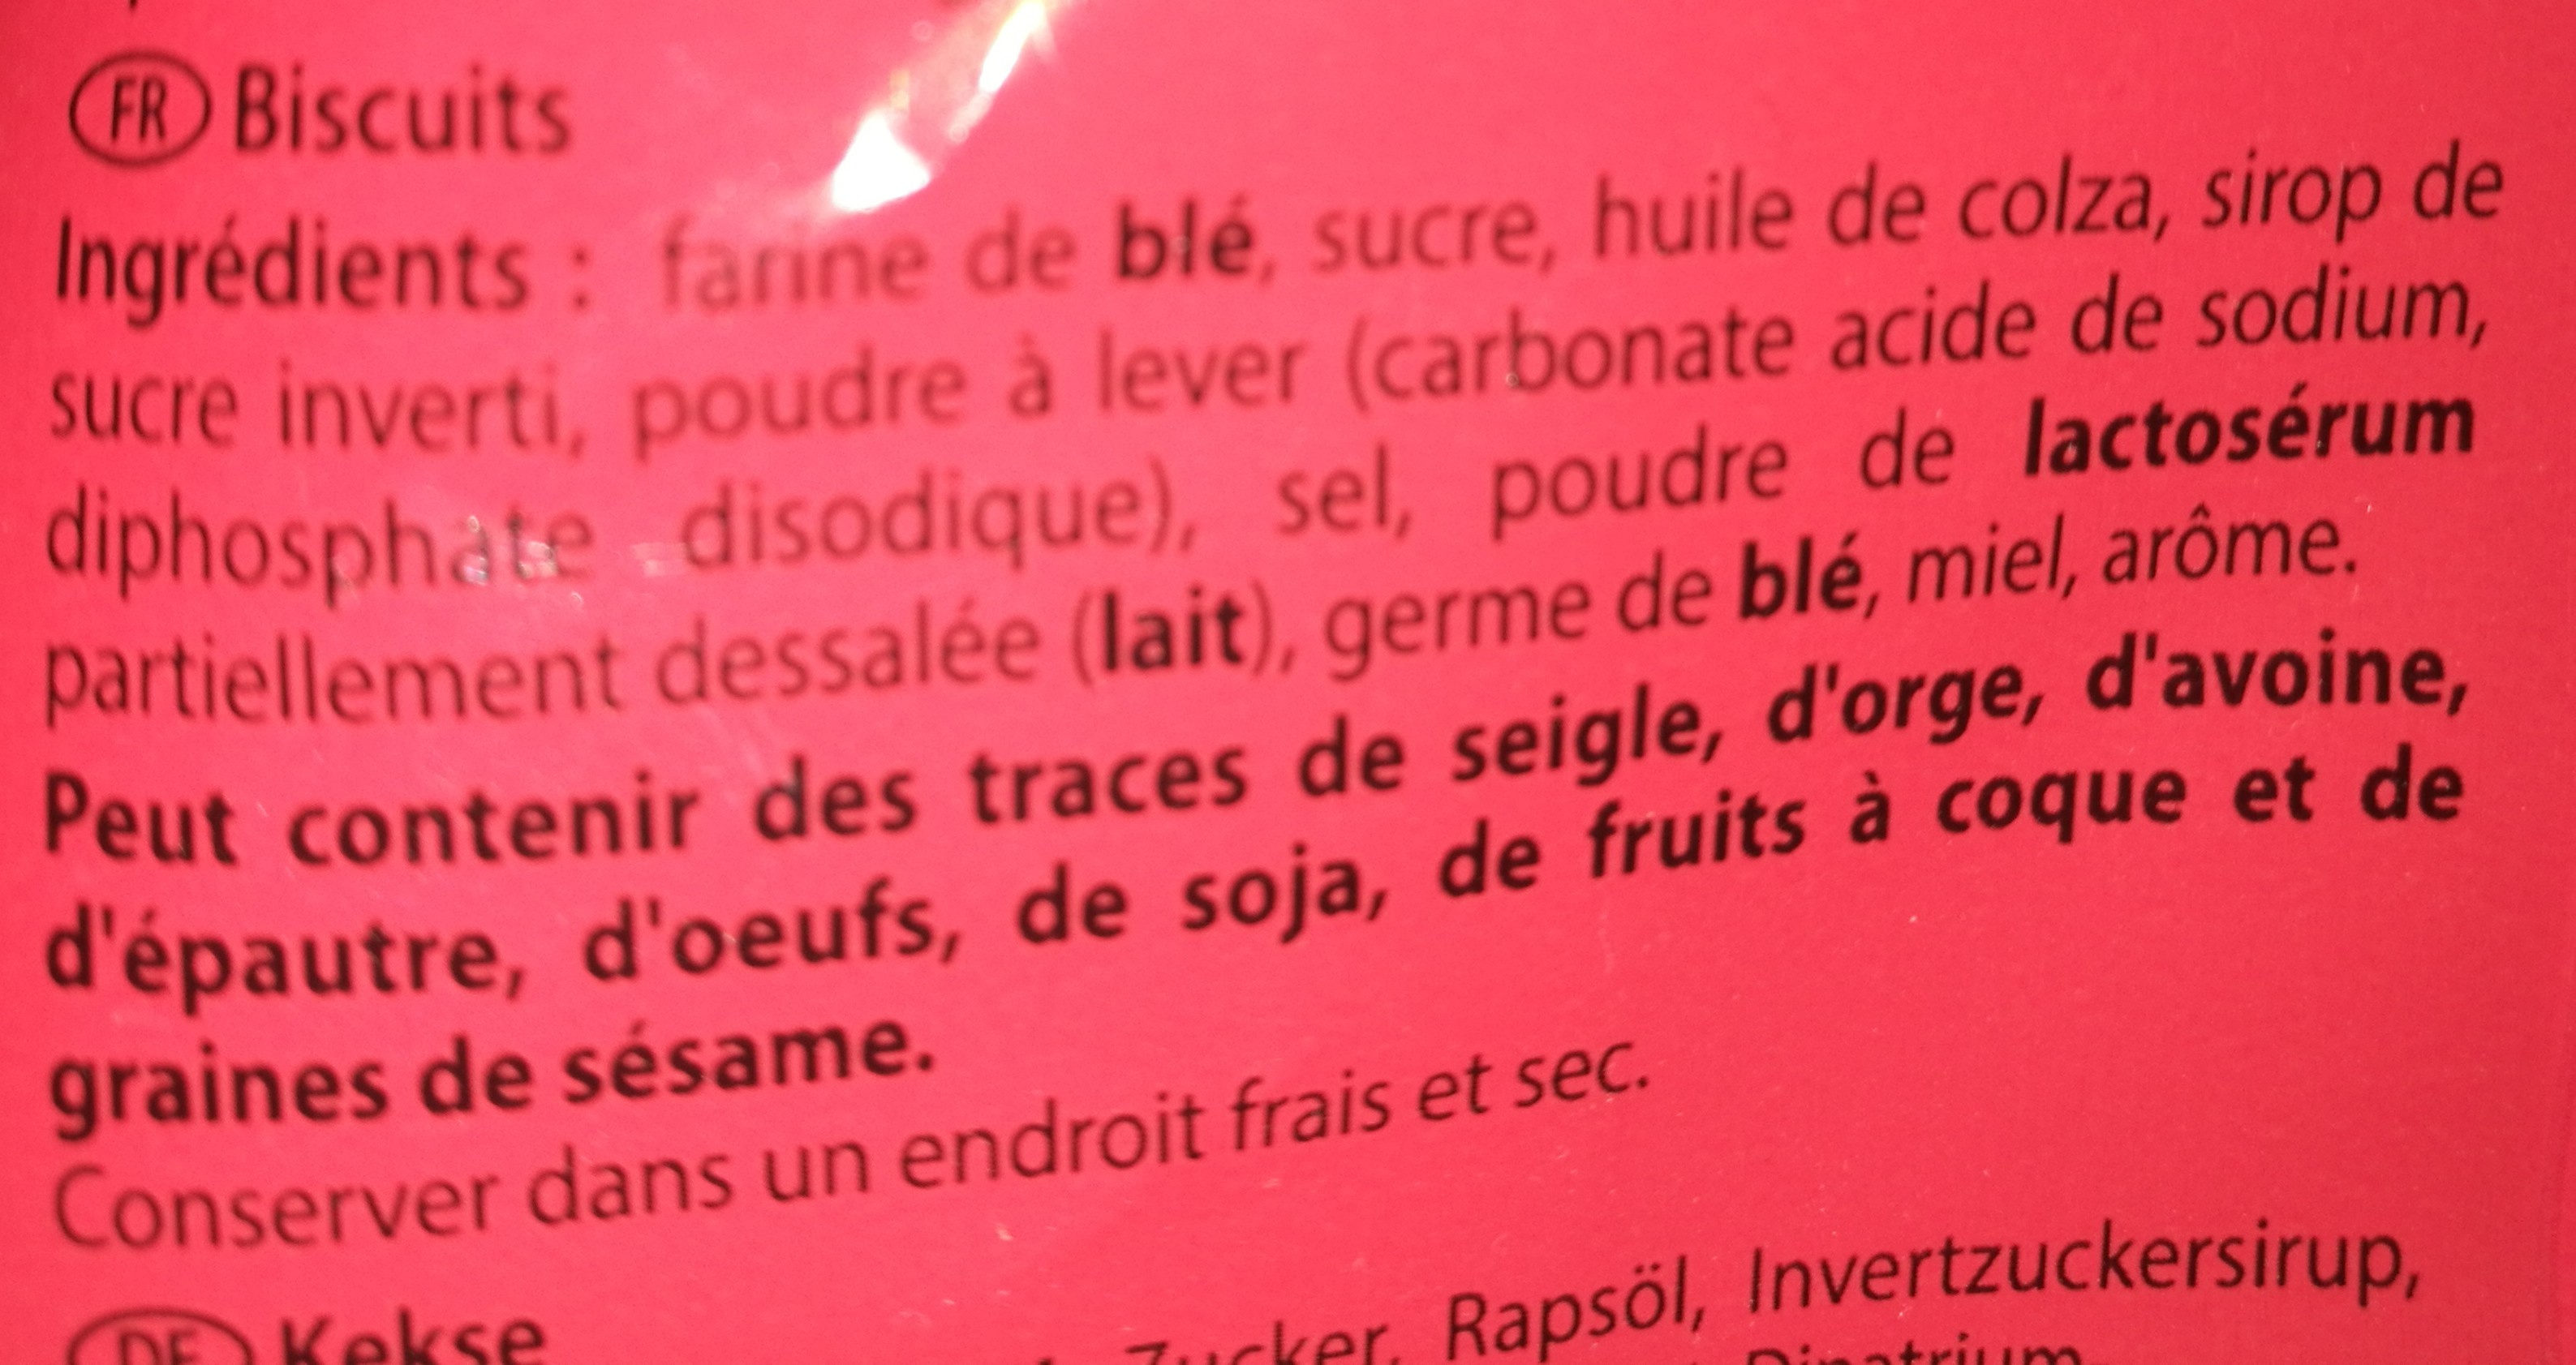 FR Biscuits
Ingrédients : farine de blé, sucre, huile de colza, sirop de
sucre inverti, poudre à lever (carbonate acide de sodium,
diphosphate disodique), sel, poudre de lactosérum
partiellement dessalée (lait), germe de blé, miel, arôme.
Peut contenir des traces de seigle, d'orge, d'avoine,
d'épautre, d'oeufs, de soja, de fruits à coque et de
graines de sésame.
Conserver dans un endroit frais et sec.
DE Kekse
Zucker, Rapsöl, Invertzuckersirup,
Dinatrium